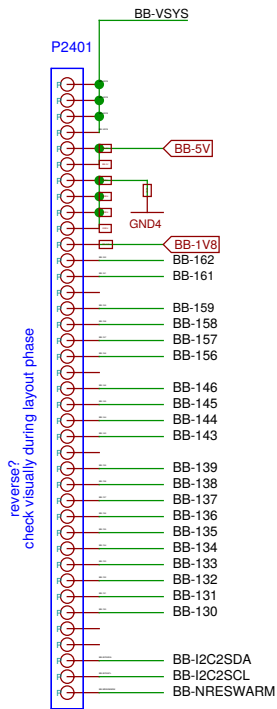 BB-VSYS
P2401
BB-5V
GND4
BB-1V8
BB-162
BB-161
BB-159
BB-158
BB-157
BB-156
BB-146
BB-145
BB-144
BB-143
reverse?
check visually during layout phase
BB-139
BB-138
BB-137
BB-136
BB-135
BB-134
BB-133
BB-132
BB-131
BB-130
BB-I2C2SDA
BB-I2C2SCL
BB-NRESWARM